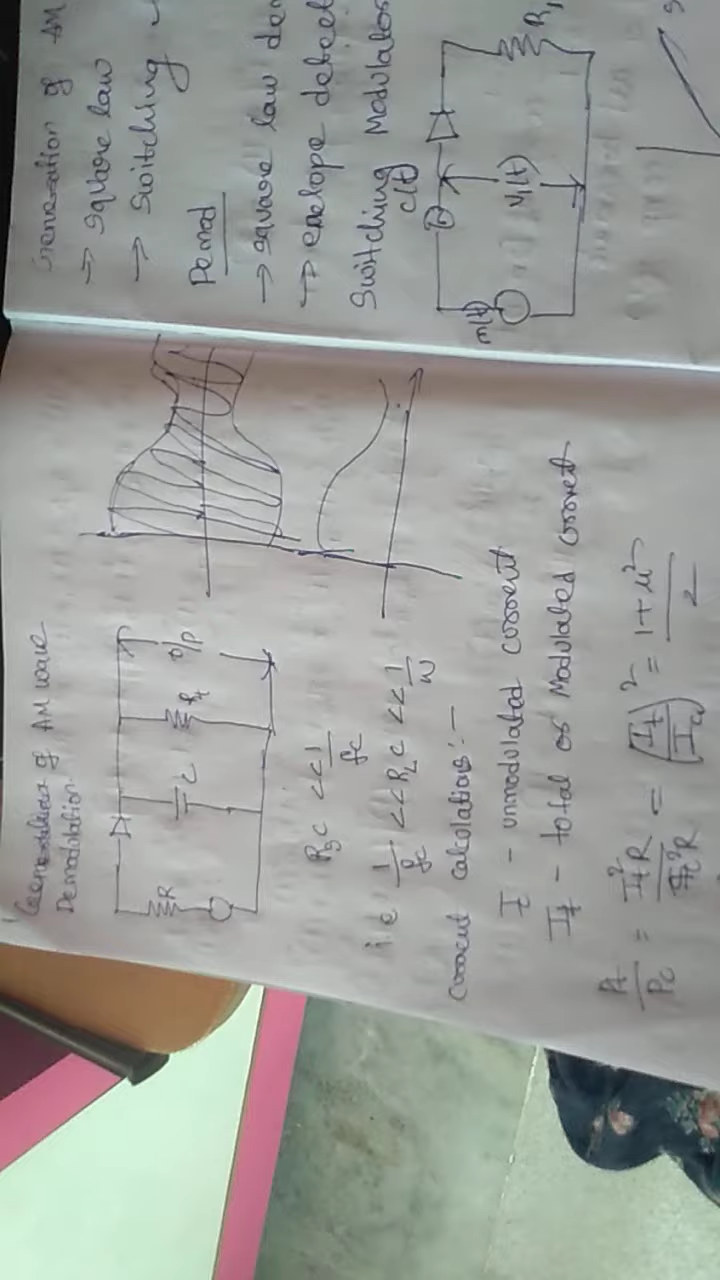 Generation of AM wave
Demodulation.
R
C
RL
o/p
RsC << 1/fc
i.e 1/fc << RLC << 1/w
Current calculations:-
I - unmodulated current
It - total or Modulated current
Pt/Pc = It²R/Ic²R = (It/Ic)² = 1+μ²/2
Generation of AM
→ square law
→ switching
Demod
→ square law de
→ envelope detect
Switching Modulator
c(t)
m(t)
V1(t)
R1